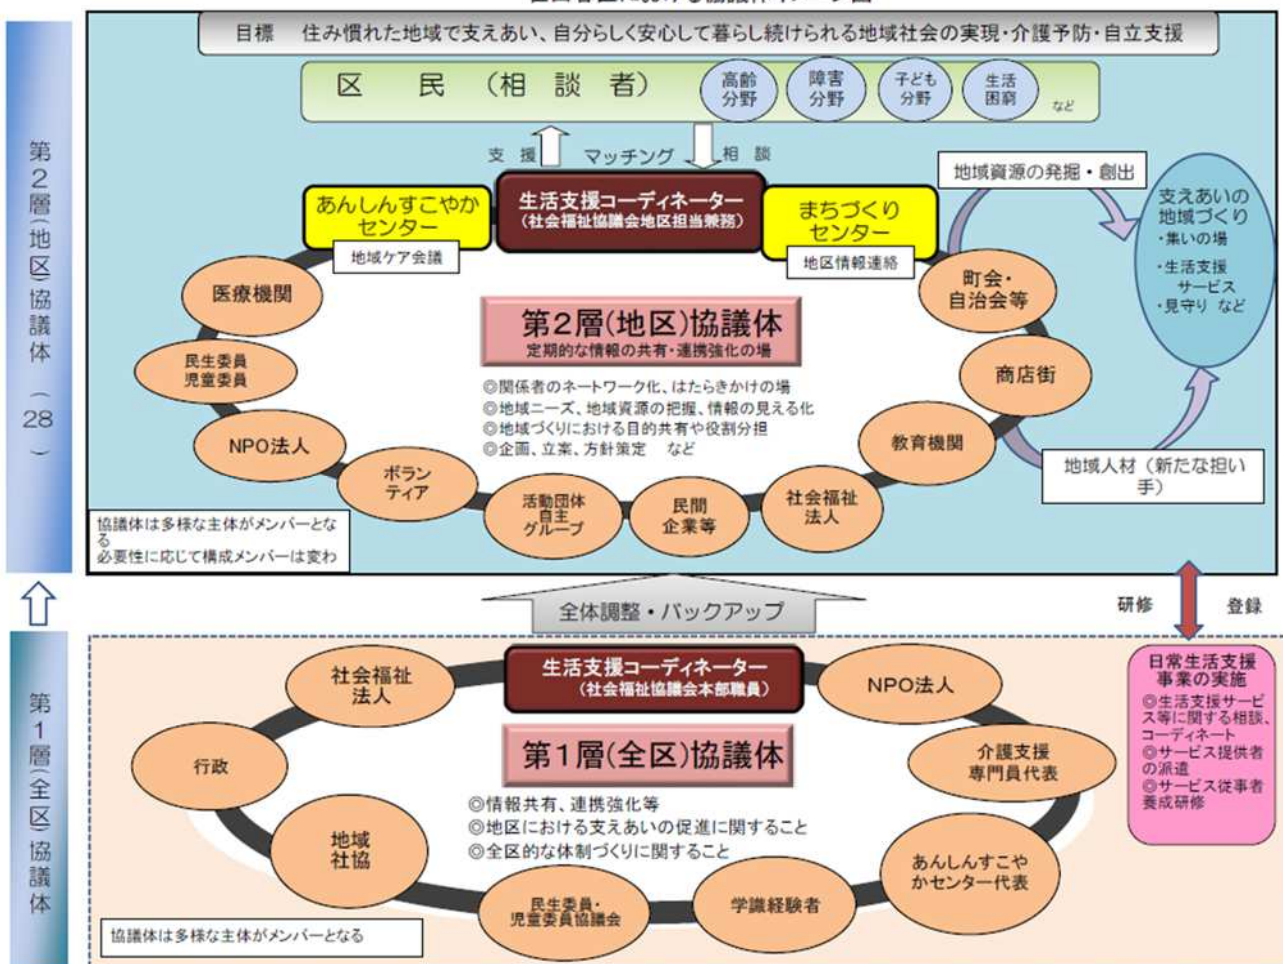 目標　住み慣れた地域で支えあい、自分らしく安心して暮らし続けられる地域社会の実現・介護予防・自立支援
区　民　（相　談　者）
高齢
分野
障害
分野
子ども
分野
生活
困窮
など
支　援
マッチング
相　談
第２層（地区）協議体（28）
あんしんすこやか
センター
地域ケア会議
生活支援コーディネーター
（社会福祉協議会地区担当兼務）
まちづくり
センター
地区情報連絡
地域資源の発掘・創出
支えあいの
地域づくり
・集いの場
・生活支援
サービス
・見守り など
医療機関
町会・
自治会等
第２層（地区）協議体
定期的な情報の共有・連携強化の場
民生委員
児童委員
商店街
◎関係者のネットワーク化、はたらきかけの場
◎地域ニーズ、地域資源の把握、情報の見える化
◎地域づくりにおける目的共有や役割分担
◎企画、立案、方針策定　など
NPO法人
教育機関
ボラン
ティア
活動団体
自主
グループ
民間
企業等
社会福祉
法人
地域人材（新たな担い
手）
協議体は多様な主体がメンバーとな
る
必要性に応じて構成メンバーは変わ
全体調整・バックアップ
研修
登録
第１層（全区）協議体
社会福祉
法人
生活支援コーディネーター
（社会福祉協議会本部職員）
NPO法人
行政
第１層（全区）協議体
介護支援
専門員代表
◎情報共有、連携強化等
◎地区における支えあいの促進に関すること
◎全区的な体制づくりに関すること
地域
社協
あんしんすこや
かセンター代表
民生委員・
児童委員協議会
学識経験者
協議体は多様な主体がメンバーとなる
日常生活支援
事業の実施
◎生活支援サービ
ス等に関する相談、
コーディネート
◎サービス提供者
の派遣
◎サービス従事者
養成研修